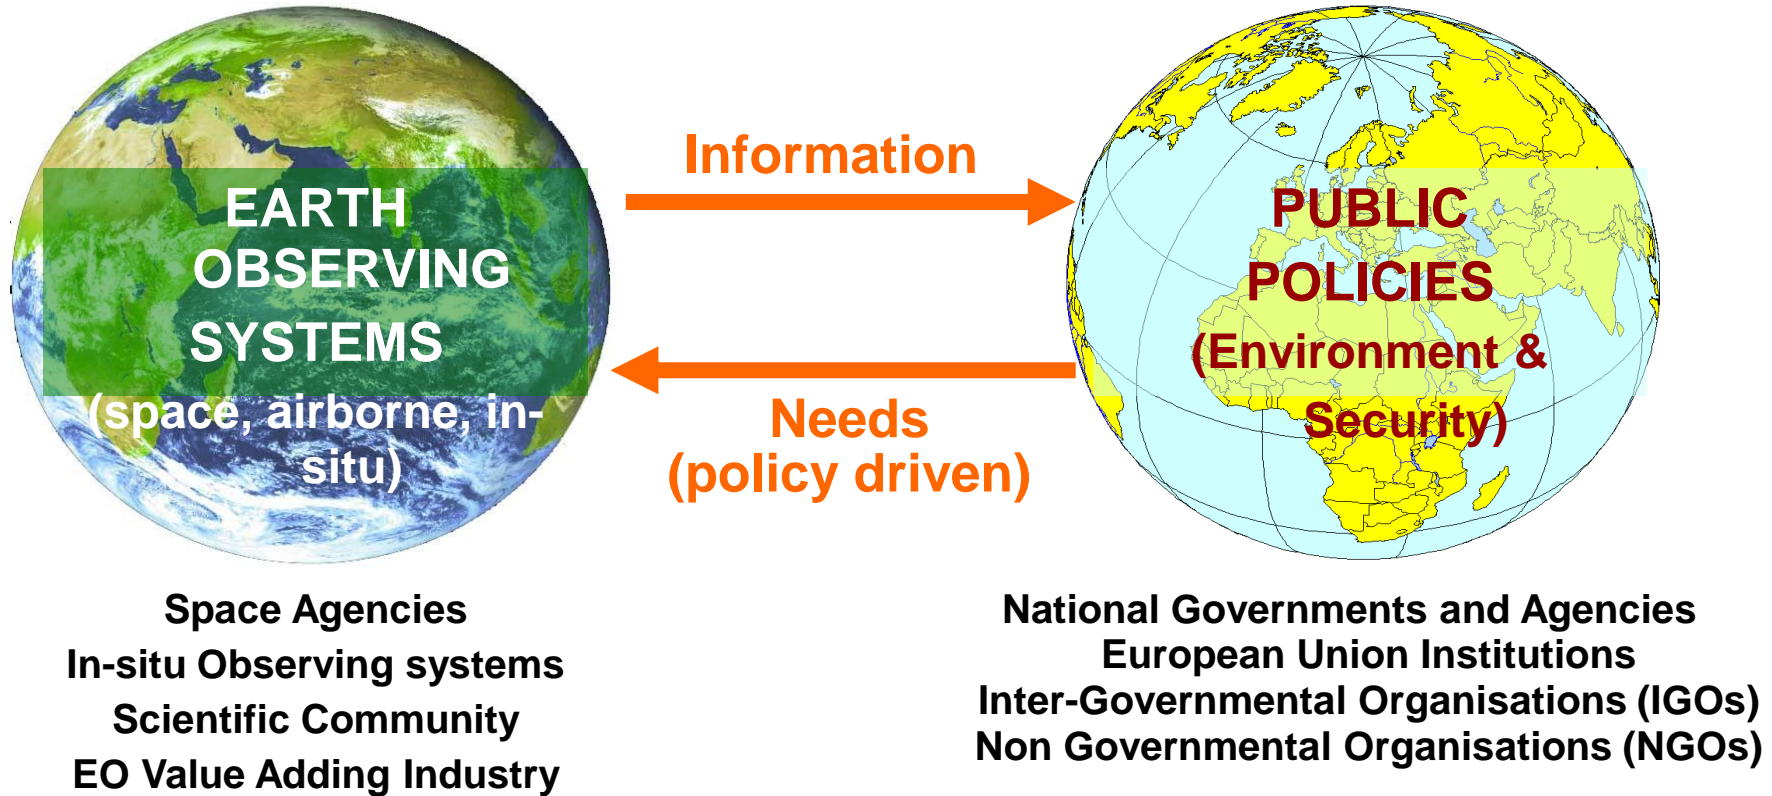 EARTH
OBSERVING
SYSTEMS
(space, airborne, in-
situ)
Information
Needs
(policy driven)
PUBLIC
POLICIES
(Environment &
Security)
Space Agencies
In-situ Observing systems
Scientific Community
EO Value Adding Industry
National Governments and Agencies
European Union Institutions
Inter-Governmental Organisations (IGOs)
Non Governmental Organisations (NGOs)